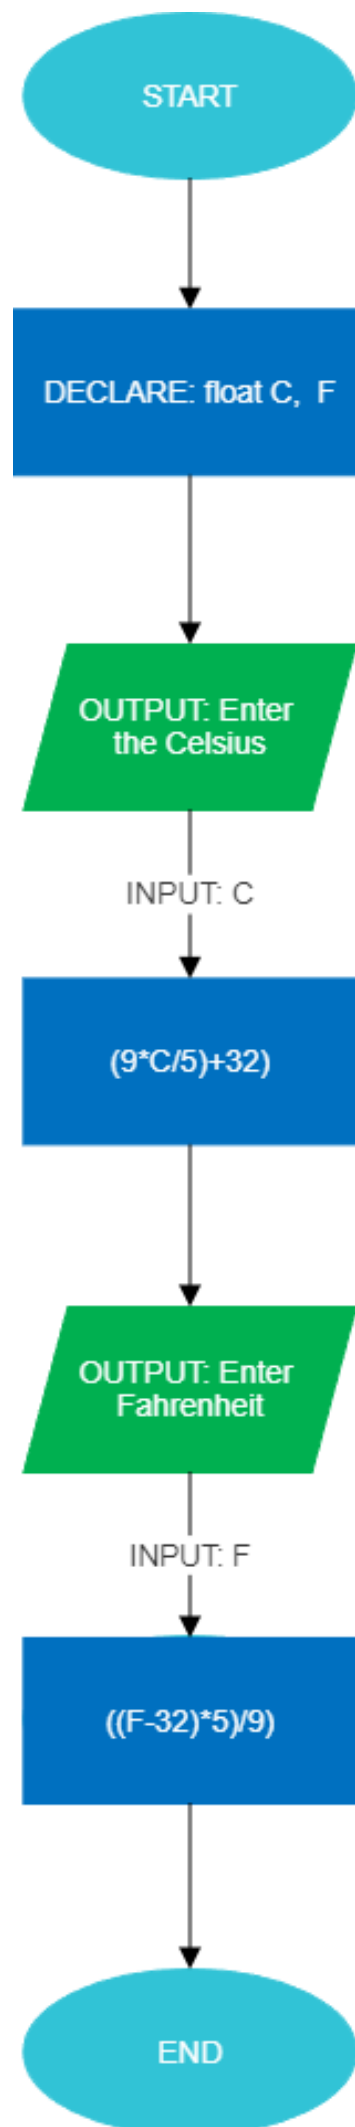 START
DECLARE: float C,  F
OUTPUT: Enter
the Celsius
INPUT: C
(9*C/5)+32)
OUTPUT: Enter
Fahrenheit
INPUT: F
((F-32)*5)/9)
END